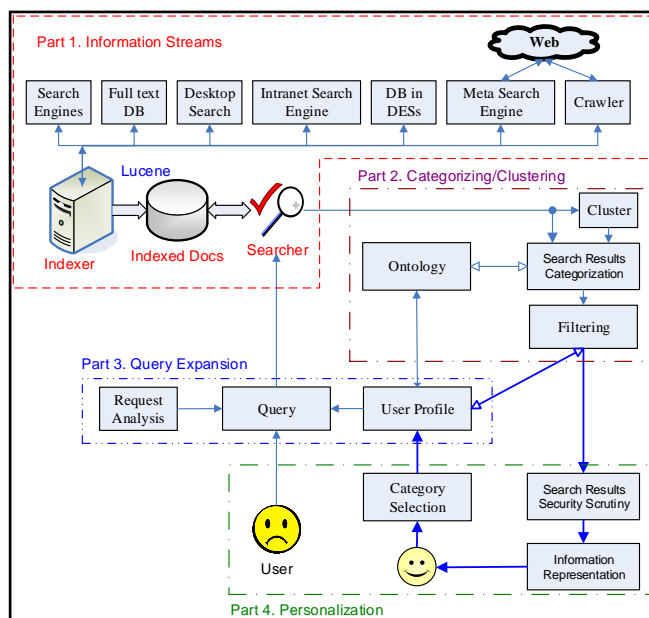 Part 1. Information Streams
Web
Search
Engines
Full text
DB
Desktop
Search
Intranet Search
Engine
DB in
DESs
Meta Search
Engine
Crawler
Lucene
Indexer
Indexed Docs
Searcher
Part 2. Categorizing/Clustering
Cluster
Ontology
Search Results
Categorization
Filtering
Part 3. Query Expansion
Request
Analysis
Query
User Profile
Category
Selection
Search Results
Security Scrutiny
User
Information
Representation
Part 4. Personalization